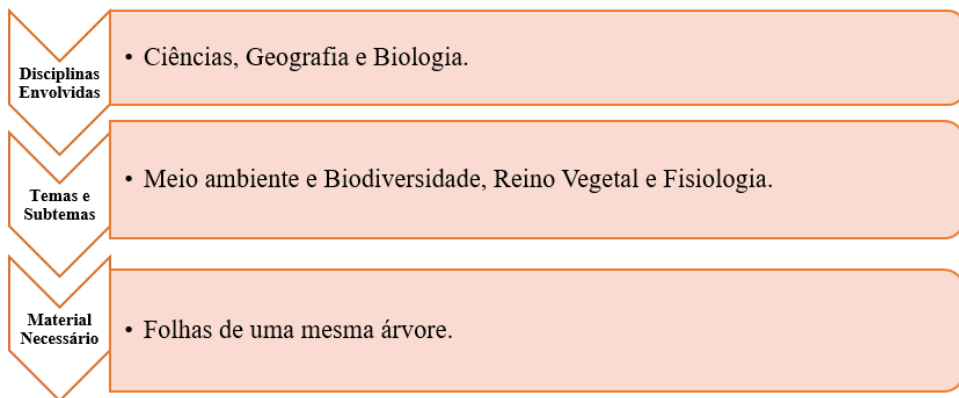 Disciplinas
Envolvidas
• Ciências, Geografia e Biologia.
Temas e
Subtemas
• Meio ambiente e Biodiversidade, Reino Vegetal e Fisiologia.
Material
Necessário
• Folhas de uma mesma árvore.